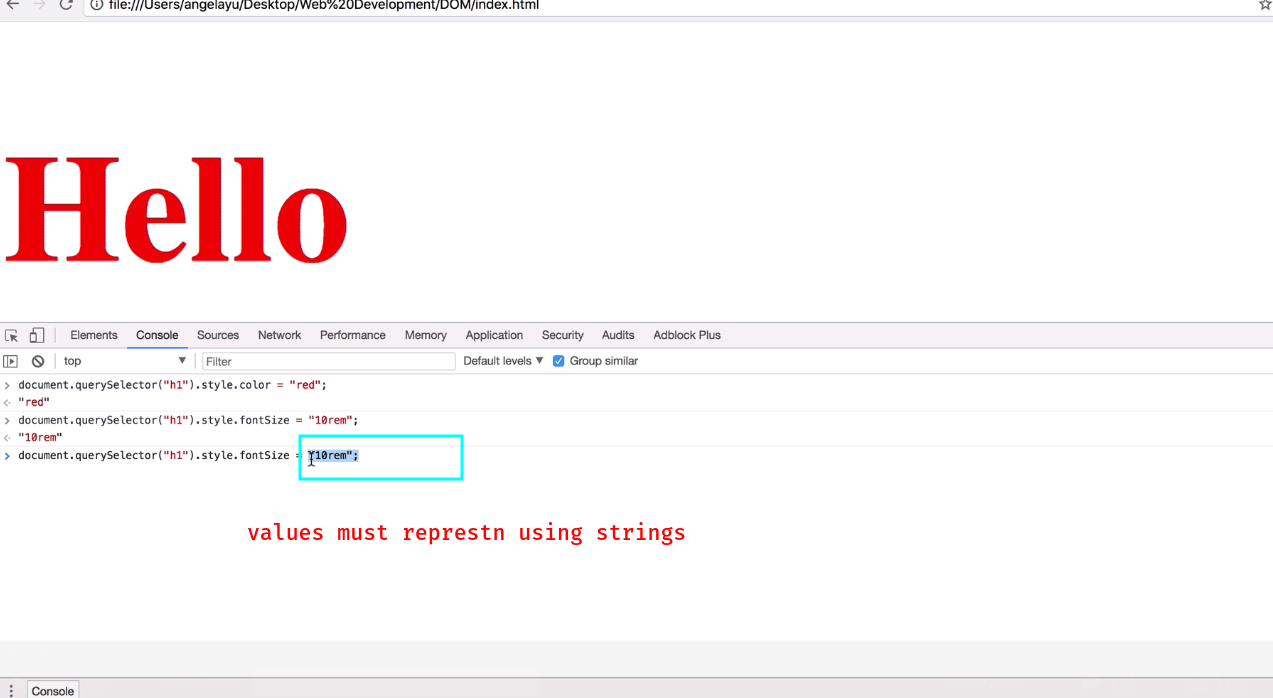 file:///Users/angelayu/Desktop/Web%20Development/DOM/index.html
Hello
Elements Console Sources Network Performance Memory Application Security Audits Adblock Plus
top Filter Default levels Group similar
document.querySelector("h1").style.color = "red";
"red"
document.querySelector("h1").style.fontSize = "10rem";
"10rem"
document.querySelector("h1").style.fontSize = "10rem";
values must represtn using strings
Console